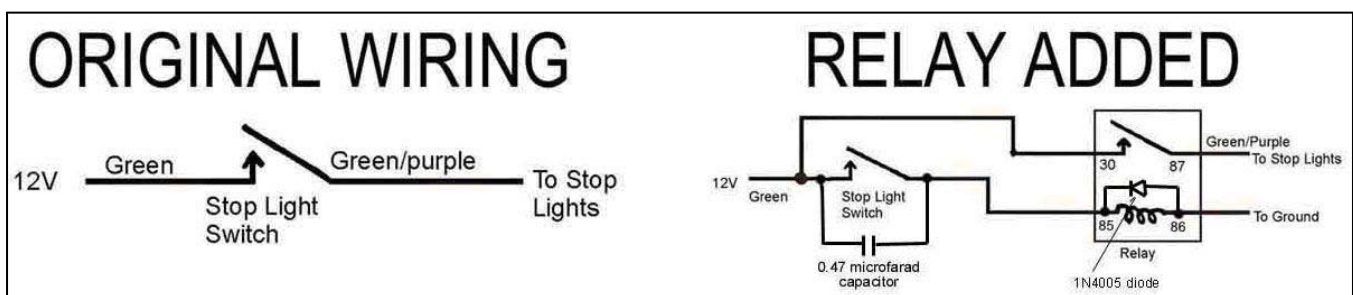 ORIGINAL WIRING
12V
Green
Green/purple
To Stop
Lights
Stop Light
Switch
RELAY ADDED
12V
Green
Stop Light
Switch
0.47 microfarad
capacitor
30
87
Green/Purple
To Stop Lights
85
86
To Ground
Relay
1N4005 diode